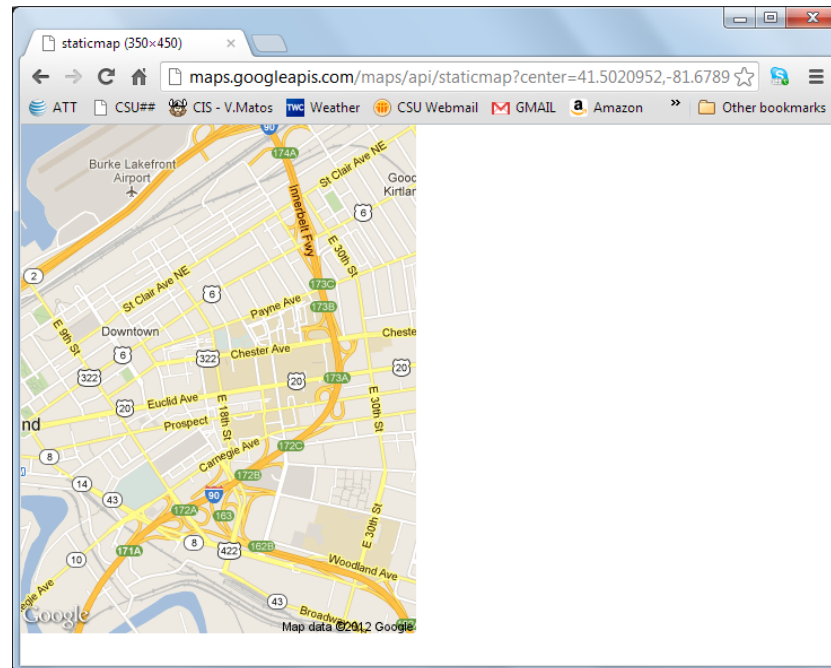 staticmap (350×450)
maps.googleapis.com/maps/api/staticmap?center=41.5020952,-81.6789
ATT
CSU##
CIS - V.Matos
TWC
Weather
CSU Webmail
GMAIL
a
Amazon
»
Other bookmarks
90
174A
Burke Lakefront
Airport
St Clair Ave NE
Innerbelt Fwy
Good
Kirtlan
6
E 30th St
2
St Clair Ave NE
6
173C
Payne Ave
173B
E 9th St
Downtown
6
322
Chester Ave
Cheste
322
20
173A
20
20
Euclid Ave
E 18th St
E 30th St
nd
Prospect
8
Carnegie Ave
172C
14
172B
43
90
172A
163
E 30th St
171A
8
422
162B
10
Woodland Ave
egie Ave
43
Broadway
Google
Map data ©2012 Google